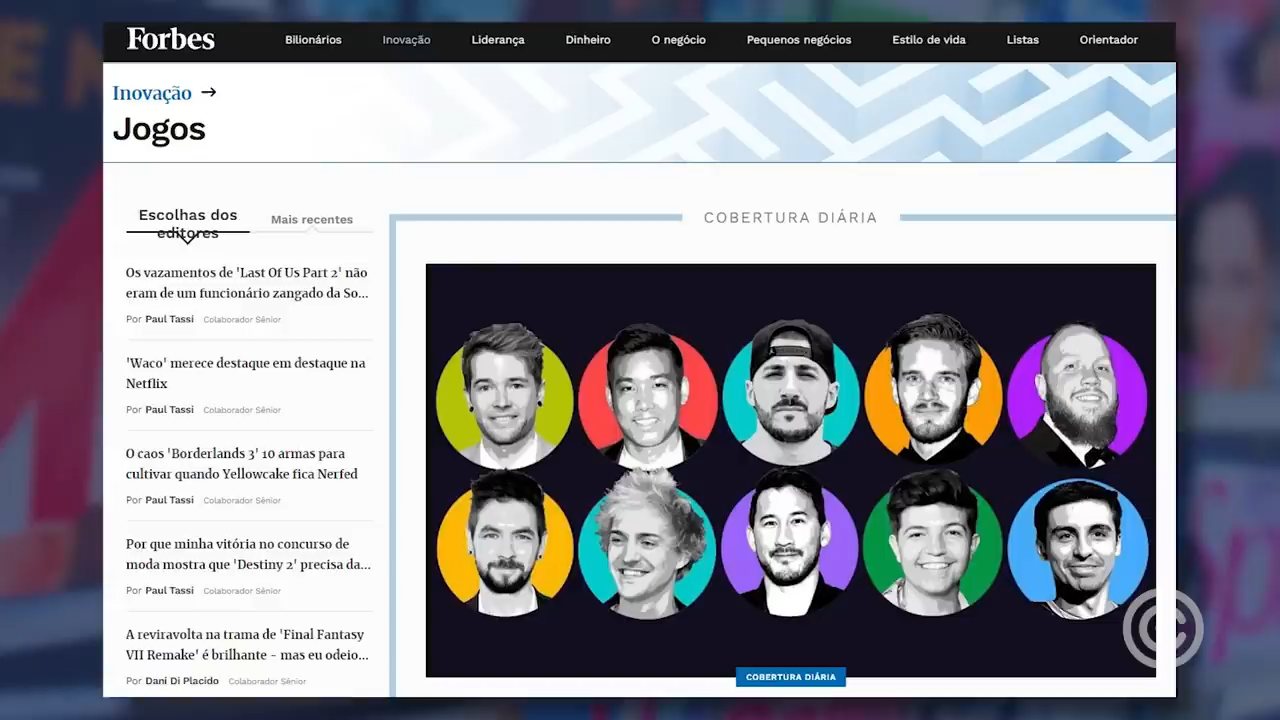 Forbes
Bilionários
Inovação
Liderança
Dinheiro
O negócio
Pequenos negócios
Estilo de vida
Listas
Orientador
Inovação →
Jogos
Escolhas dos
editores
Mais recentes
Os vazamentos de 'Last Of Us Part 2' não
eram de um funcionário zangado da So...
Por Paul Tassi Colaborador Sênior
'Waco' merece destaque em destaque na
Netflix
Por Paul Tassi Colaborador Sênior
O caos 'Borderlands 3' 10 armas para
cultivar quando Yellowcake fica Nerfed
Por Paul Tassi Colaborador Sênior
Por que minha vitória no concurso de
moda mostra que 'Destiny 2' precisa da...
Por Paul Tassi Colaborador Sênior
A reviravolta na trama de 'Final Fantasy
VII Remake' é brilhante - mas eu odeio...
Por Dani Di Placido Colaborador Sênior
COBERTURA DIÁRIA
COBERTURA DIÁRIA
©